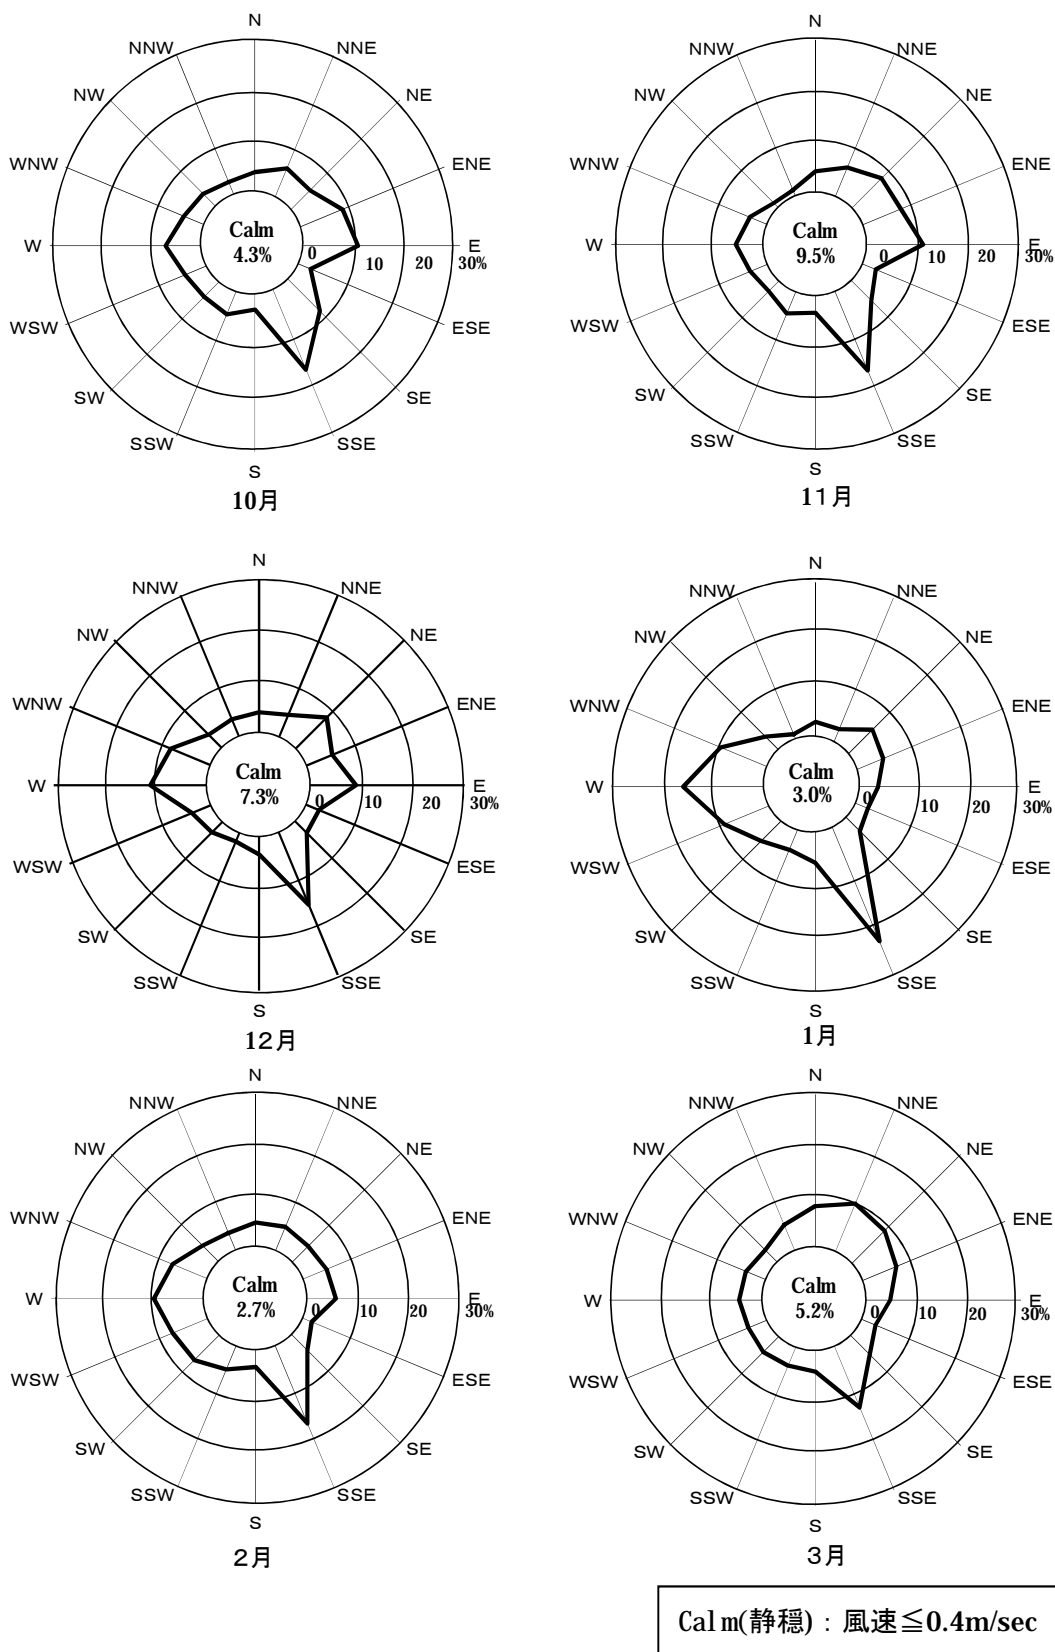 N
NNW
NNE
NW
NE
WNW
ENE
Calm
4.3%
W
0
10
20
E
30%
WSW
ESE
SW
SE
SSW
SSE
S
10月
N
NNW
NNE
NW
NE
WNW
ENE
Calm
9.5%
W
0
10
20
E
30%
WSW
ESE
SW
SE
SSW
SSE
S
11月
N
NNW
NNE
NW
NE
WNW
ENE
Calm
7.3%
W
0
10
20
E
30%
WSW
ESE
SW
SE
SSW
SSE
S
12月
N
NNW
NNE
NW
NE
WNW
ENE
Calm
3.0%
W
0
10
20
E
30%
WSW
ESE
SW
SE
SSW
SSE
S
1月
N
NNW
NNE
NW
NE
WNW
ENE
Calm
2.7%
W
0
10
20
E
30%
WSW
ESE
SW
SE
SSW
SSE
S
2月
N
NNW
NNE
NW
NE
WNW
ENE
Calm
5.2%
W
0
10
20
E
30%
WSW
ESE
SW
SE
SSW
SSE
S
3月
Calm(静穏)：風速≦0.4m/sec